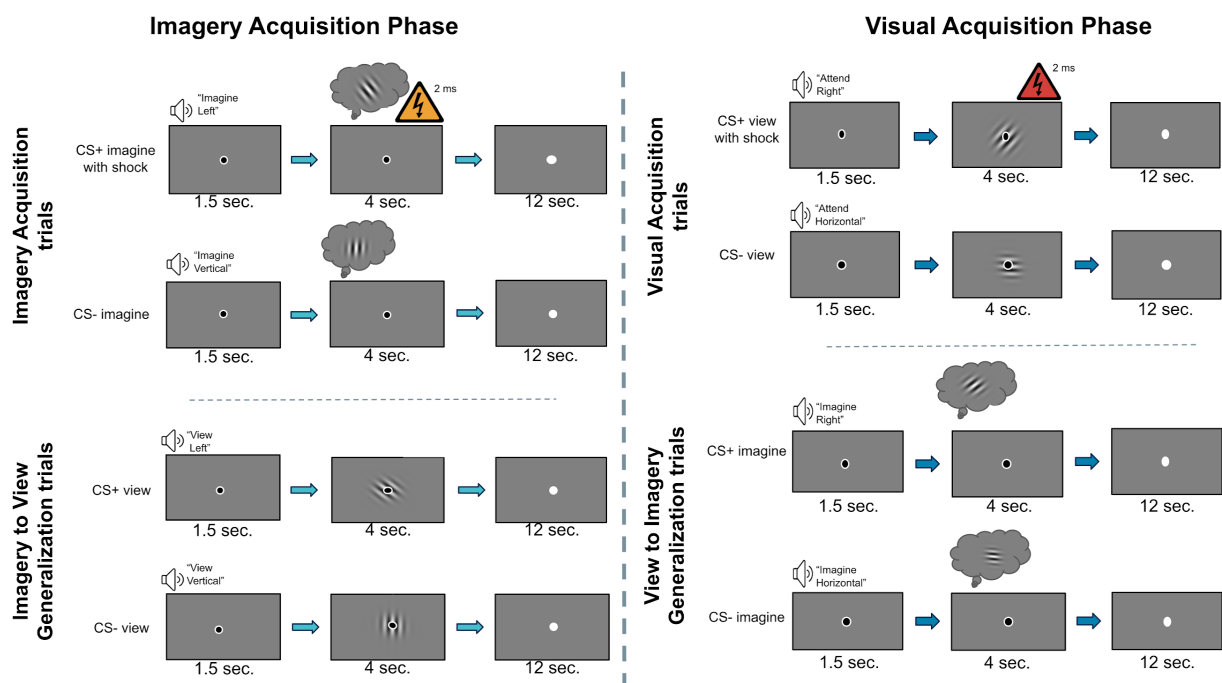 Imagery Acquisition Phase
Visual Acquisition Phase
Imagery Acquisition
trials
CS+ imagine
with shock
"Imagine
Left"
2 ms
1.5 sec.
4 sec.
12 sec.
CS- imagine
"Imagine
Vertical"
1.5 sec.
4 sec.
12 sec.
Imagery to View
Generalization trials
CS+ view
"View
Left"
1.5 sec.
4 sec.
12 sec.
CS- view
"View
Vertical"
1.5 sec.
4 sec.
12 sec.
Visual Acquisition
trials
CS+ view
with shock
"Attend
Right"
2 ms
1.5 sec.
4 sec.
12 sec.
CS- view
"Attend
Horizontal"
1.5 sec.
4 sec.
12 sec.
View to Imagery
Generalization trials
CS+ imagine
"Imagine
Right"
1.5 sec.
4 sec.
12 sec.
CS- imagine
"Imagine
Horizontal"
1.5 sec.
4 sec.
12 sec.